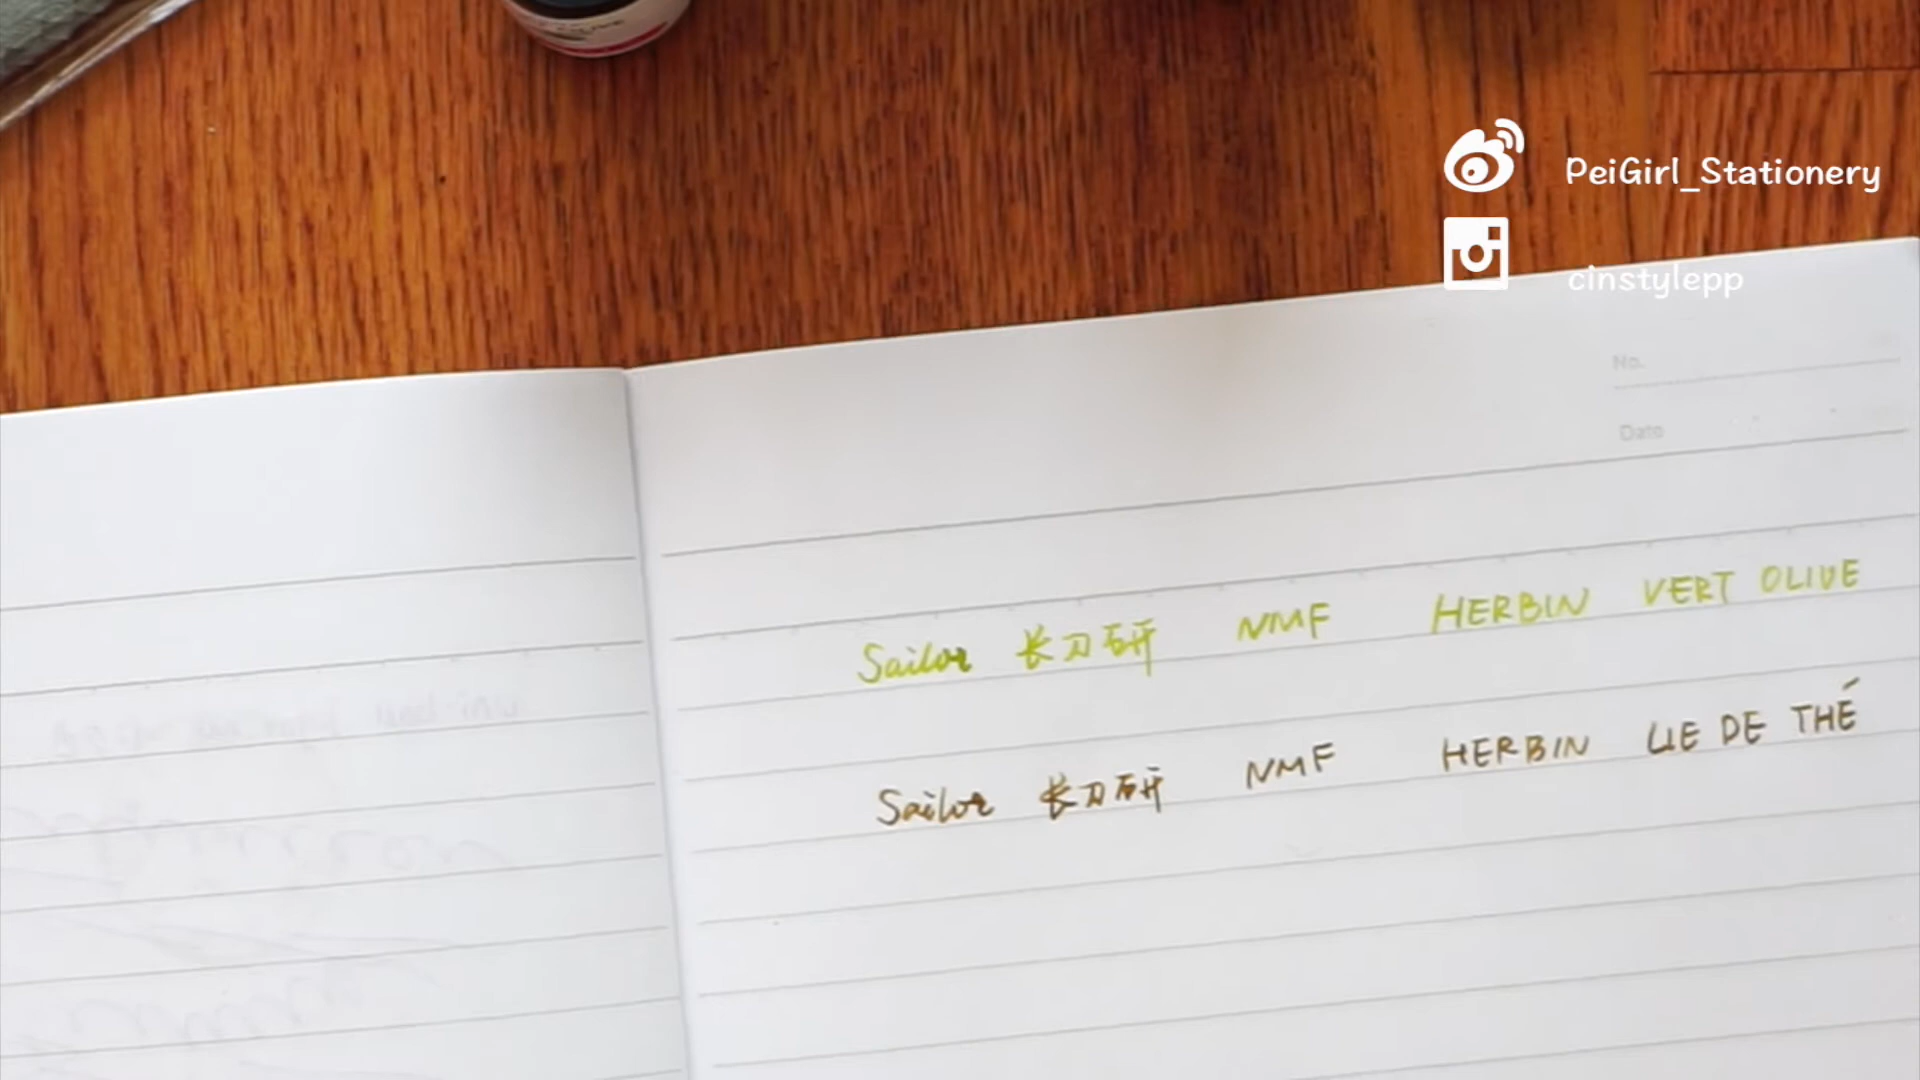 PeiGirl_Stationery
cinstylepp
No.
Date
Sailor 长刀研 NMF HERBIN VERT OLIVE
Sailor 长刀研 NMF HERBIN LIE DE THÉ